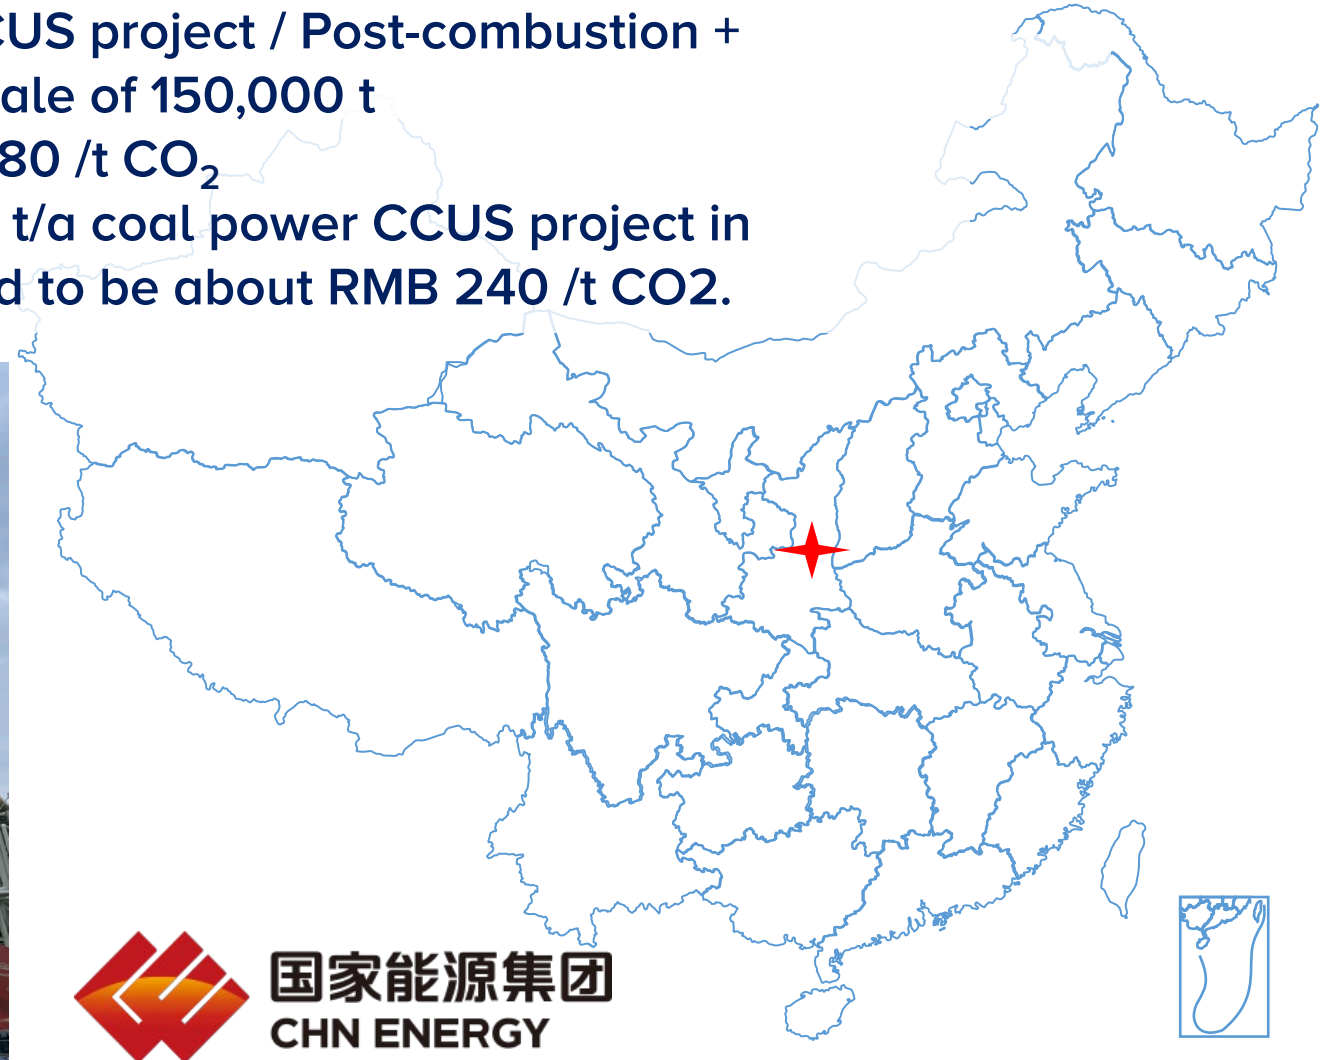 CUS project / Post-combustion +
ale of 150,000 t
80 /t CO₂
t/a coal power CCUS project in
d to be about RMB 240 /t CO2.
国家能源集团
CHN ENERGY